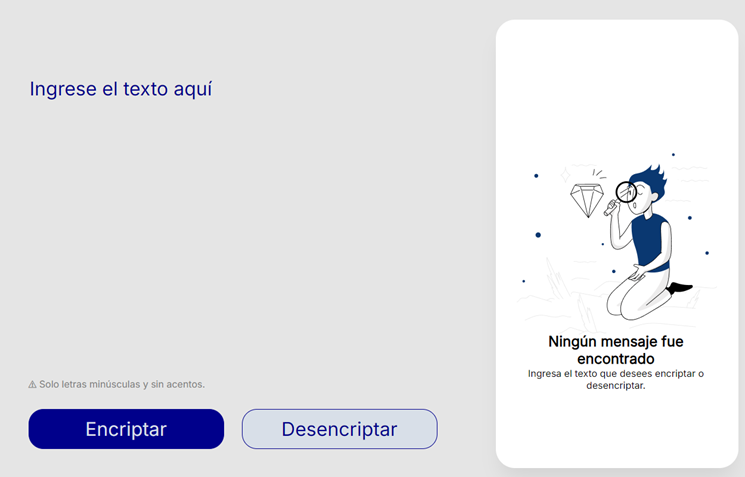 Ingrese el texto aquí
⚠ Solo letras minúsculas y sin acentos.
Encriptar
Desencriptar
Ningún mensaje fue
encontrado
Ingresa el texto que desees encriptar o
desencriptar.